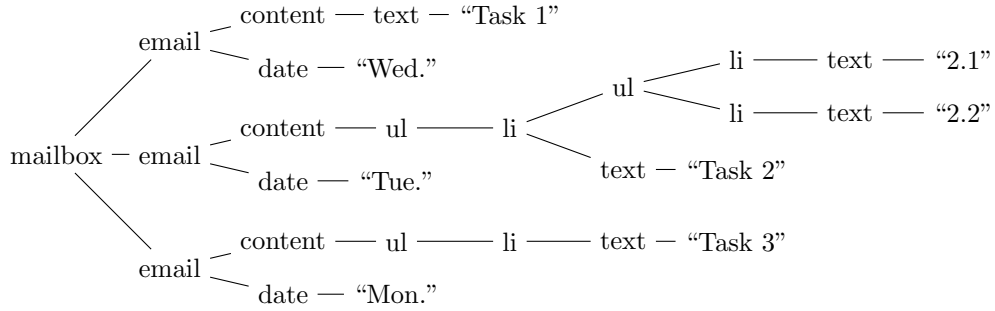 content text “Task 1”
email
date “Wed.”
li text “2.1”
ul
li text “2.2”
content ul li
mailbox email
text “Task 2”
date “Tue.”
content ul li text “Task 3”
email
date “Mon.”